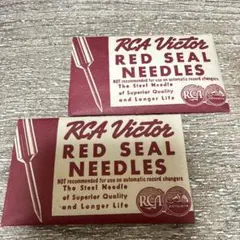 RCA Victor
RED SEAL
NEEDLES
NOT recommended for use on automatic record changers
The Steel Needle
of Superior Quality
and Longer Life
RCA
RCA Victor
RED SEAL
NEEDLES
NOT recommended for use on automatic record changers
The Steel Needle
of Superior Quality
and Longer Life
RCA